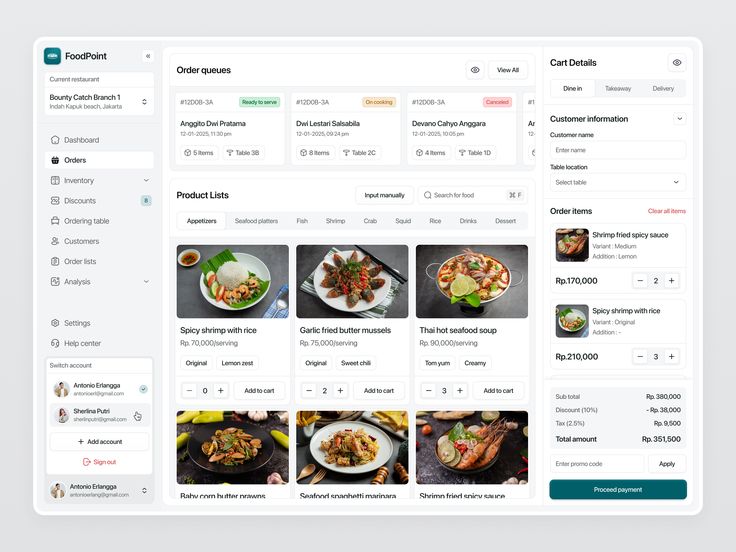 FoodPoint
Current restaurant
Bounty Catch Branch 1
Indah Kapuk beach, Jakarta
Dashboard
Orders
Inventory
Discounts
8
Ordering table
Customers
Order lists
Analysis
Settings
Help center
Switch account
Antonio Erlangga
antonioerl@gmail.com
Sherlina Putri
sherlinputri@gmail.com
+ Add account
Sign out
Antonio Erlangga
antonioerlang@gmail.com
Order queues
View All
#12D0B-3A
Ready to serve
Anggito Dwi Pratama
12-01-2025, 11:30 pm
5 Items
Table 3B
#12D0B-3A
On cooking
Dwi Lestari Salsabila
12-01-2025, 09:24 pm
8 Items
Table 2C
#12D0B-3A
Canceled
Devano Cahyo Anggara
12-01-2025, 10:05 pm
4 Items
Table 1D
Product Lists
Input manually
Search for food
⌘ F
Appetizers
Seafood platters
Fish
Shrimp
Crab
Squid
Rice
Drinks
Dessert
Spicy shrimp with rice
Rp. 70,000/serving
Original
Lemon zest
− 0 +
Add to cart
Garlic fried butter mussels
Rp. 75,000/serving
Original
Sweet chili
− 2 +
Add to cart
Thai hot seafood soup
Rp. 90,000/serving
Tom yum
Creamy
− 3 +
Add to cart
Baby corn butter prawns
Seafood spaghetti marinara
Shrimp fried spicy sauce
Cart Details
Dine in
Takeaway
Delivery
Customer information
Customer name
Enter name
Table location
Select table
Order items
Clear all items
Shrimp fried spicy sauce
Variant : Medium
Addition : Lemon
Rp.170,000
− 2 +
Spicy shrimp with rice
Variant : Original
Addition : -
Rp.210,000
− 3 +
Sub total
Rp. 380,000
Discount (10%)
- Rp. 38,000
Tax (2.5%)
Rp. 9,500
Total amount
Rp. 351,500
Enter promo code
Apply
Proceed payment